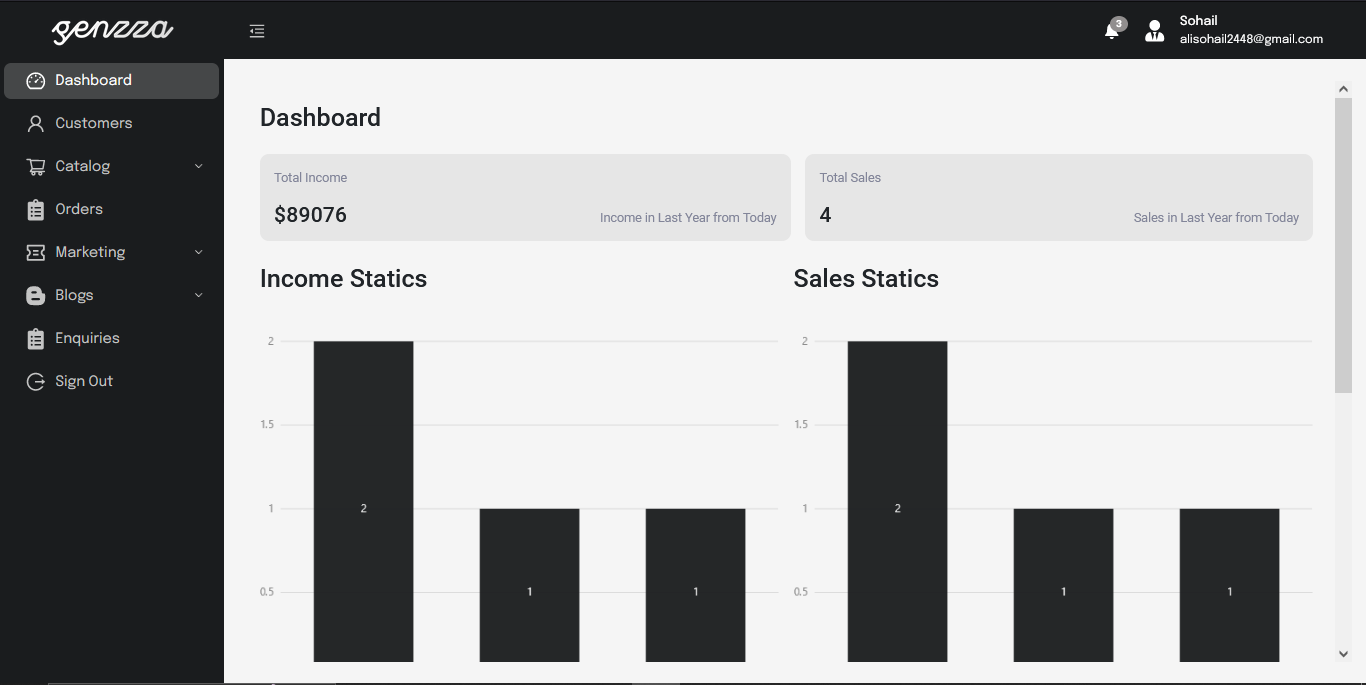 genzza
3
Sohail
alisohail2448@gmail.com
Dashboard
Customers
Catalog
Orders
Marketing
Blogs
Enquiries
Sign Out
Dashboard
Total Income
$89076
Income in Last Year from Today
Total Sales
4
Sales in Last Year from Today
Income Statics
2
1.5
1
0.5
2
1
1
Sales Statics
2
1.5
1
0.5
2
1
1